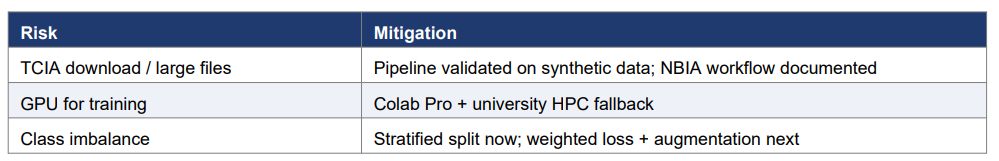 Risk Mitigation
TCIA download / large files Pipeline validated on synthetic data; NBIA workflow documented
GPU for training Colab Pro + university HPC fallback
Class imbalance Stratified split now; weighted loss + augmentation next